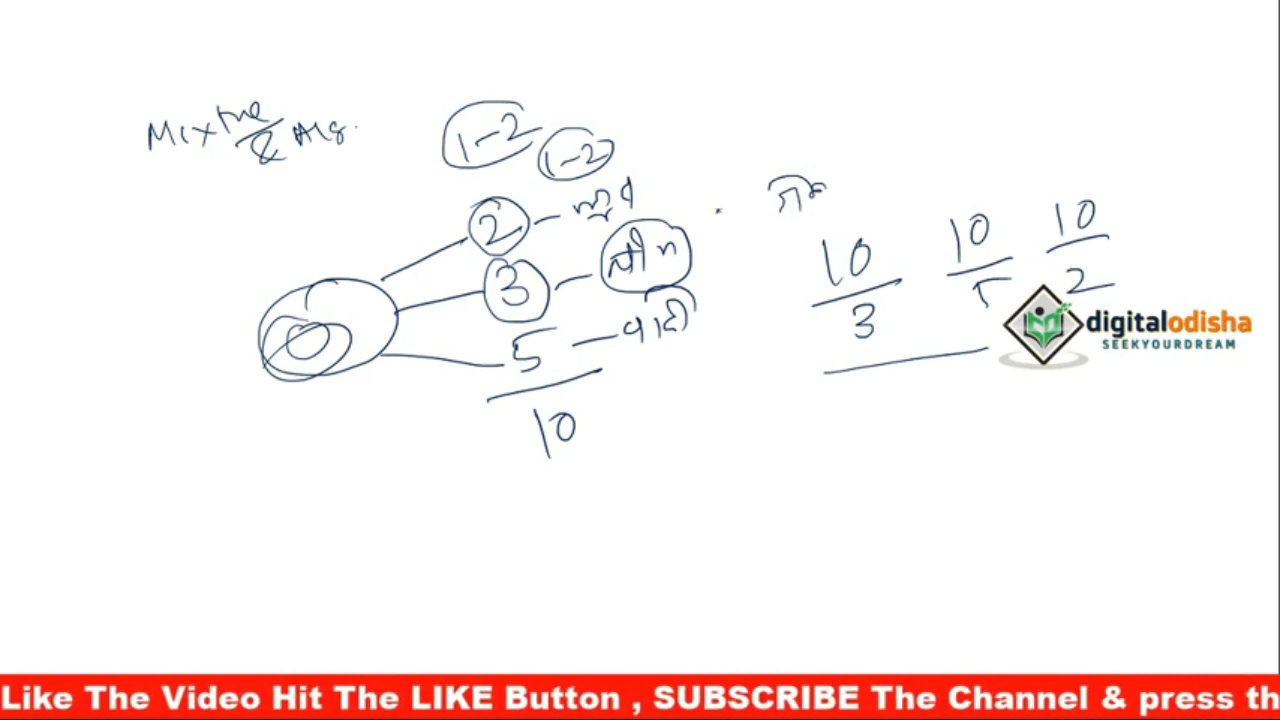 Mixture & Alg.
1-2
1-2
2 -
3 - चीन
5 -
10
10/3 10/5 10/2
digitalodisha
SEEKYOURDREAM
Like The Video Hit The LIKE Button , SUBSCRIBE The Channel & press th